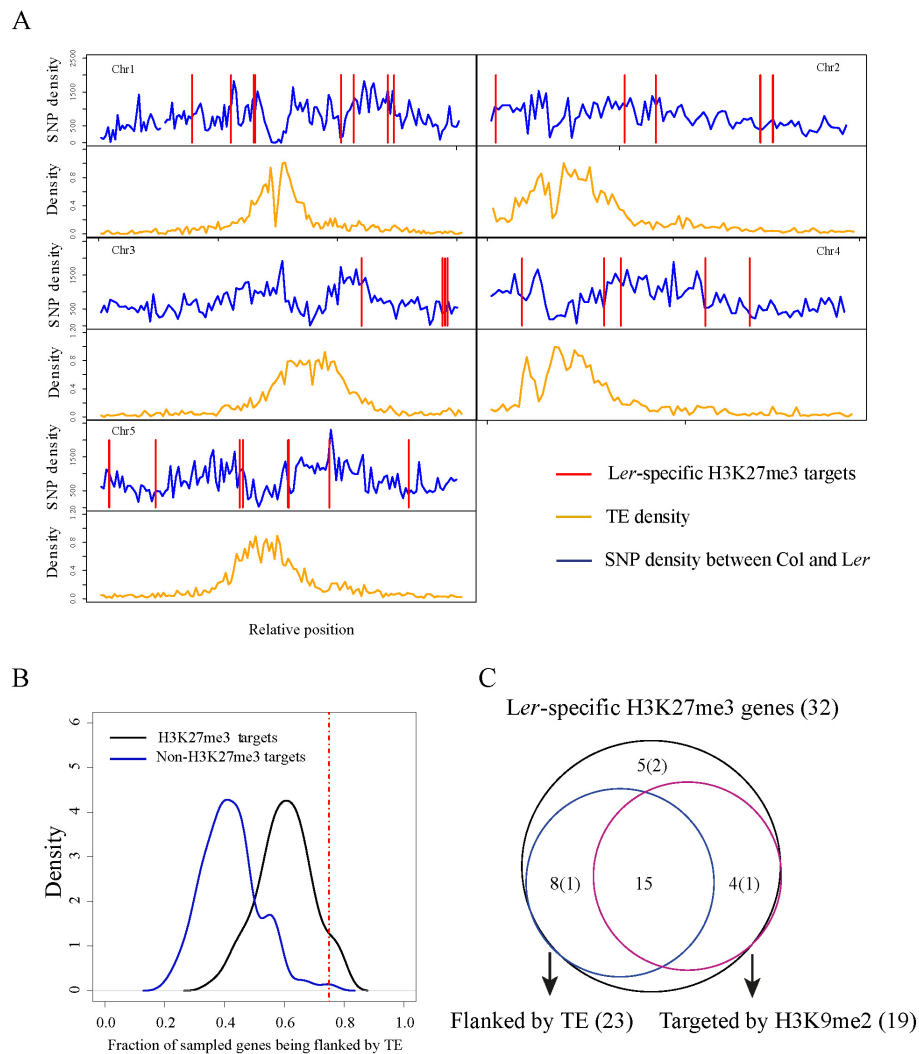 A
SNP density
2500
1500
500
0
Chr1
Chr2
Density
0.8
0.4
0.0
SNP density
1500
500
20
Chr3
Chr4
Density
0.8
0.4
0.0
SNP density
1500
500
20
Chr5
Density
0.8
0.4
0.0
Relative position
Ler-specific H3K27me3 targets
TE density
SNP density between Col and Ler
B
Density
6
5
4
3
2
1
0
H3K27me3 targets
Non-H3K27me3 targets
0.0 0.2 0.4 0.6 0.8 1.0
Fraction of sampled genes being flanked by TE
C
Ler-specific H3K27me3 genes (32)
5(2)
8(1) 15 4(1)
Flanked by TE (23) Targeted by H3K9me2 (19)